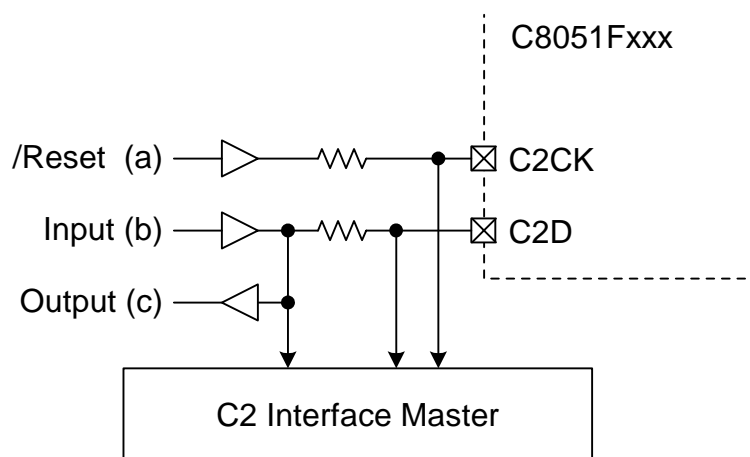 C8051Fxxx
/Reset (a)
C2CK
Input (b)
C2D
Output (c)
C2 Interface Master